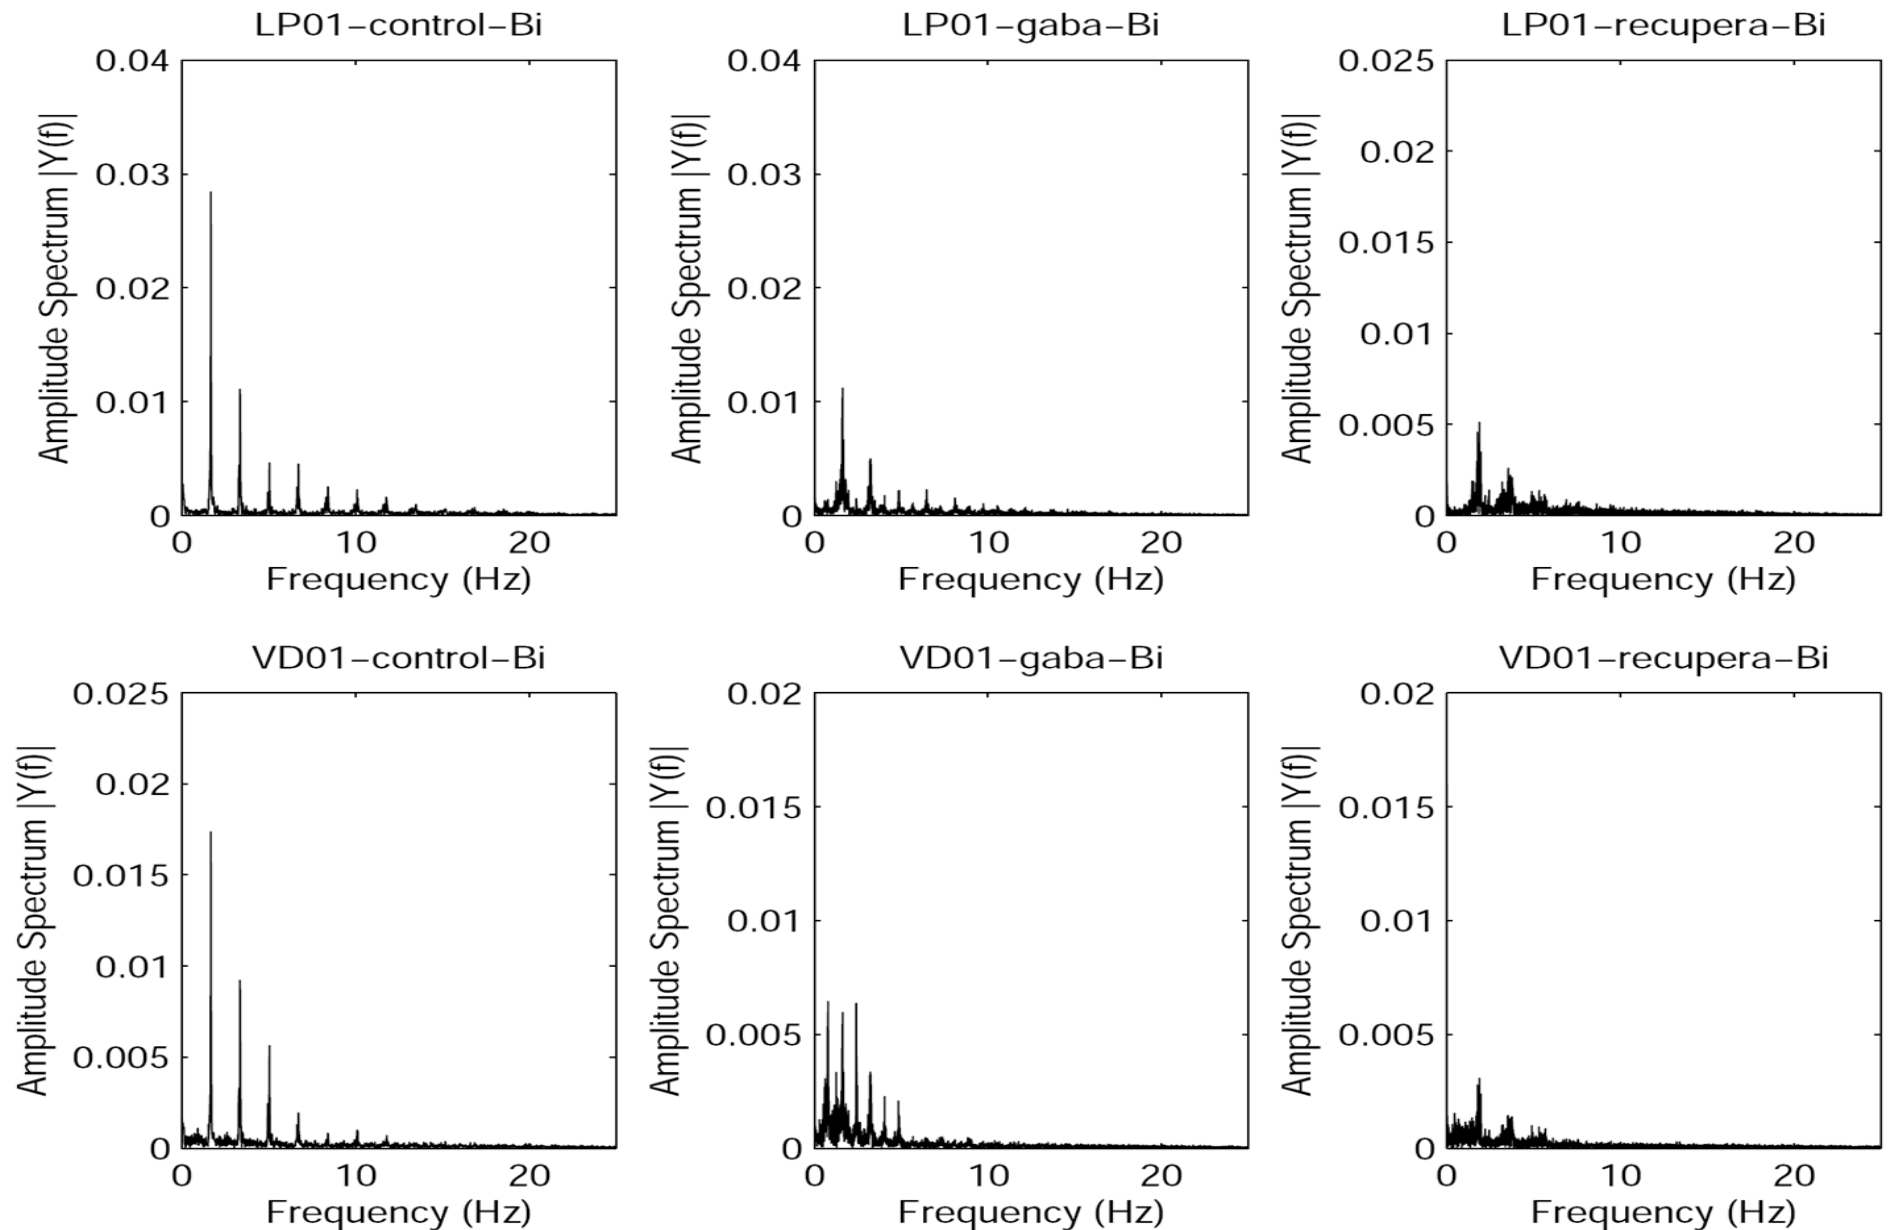 LP01-control-Bi
Amplitude Spectrum |Y(f)|
0.04
0.03
0.02
0.01
0
0 10 20
Frequency (Hz)
LP01-gaba-Bi
Amplitude Spectrum |Y(f)|
0.04
0.03
0.02
0.01
0
0 10 20
Frequency (Hz)
LP01-recupera-Bi
Amplitude Spectrum |Y(f)|
0.025
0.02
0.015
0.01
0.005
0
0 10 20
Frequency (Hz)
VD01-control-Bi
Amplitude Spectrum |Y(f)|
0.025
0.02
0.015
0.01
0.005
0
0 10 20
Frequency (Hz)
VD01-gaba-Bi
Amplitude Spectrum |Y(f)|
0.02
0.015
0.01
0.005
0
0 10 20
Frequency (Hz)
VD01-recupera-Bi
Amplitude Spectrum |Y(f)|
0.02
0.015
0.01
0.005
0
0 10 20
Frequency (Hz)